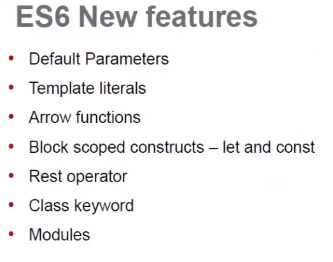 ES6 New features
• Default Parameters
• Template literals
• Arrow functions
• Block scoped constructs – let and const
• Rest operator
• Class keyword
• Modules